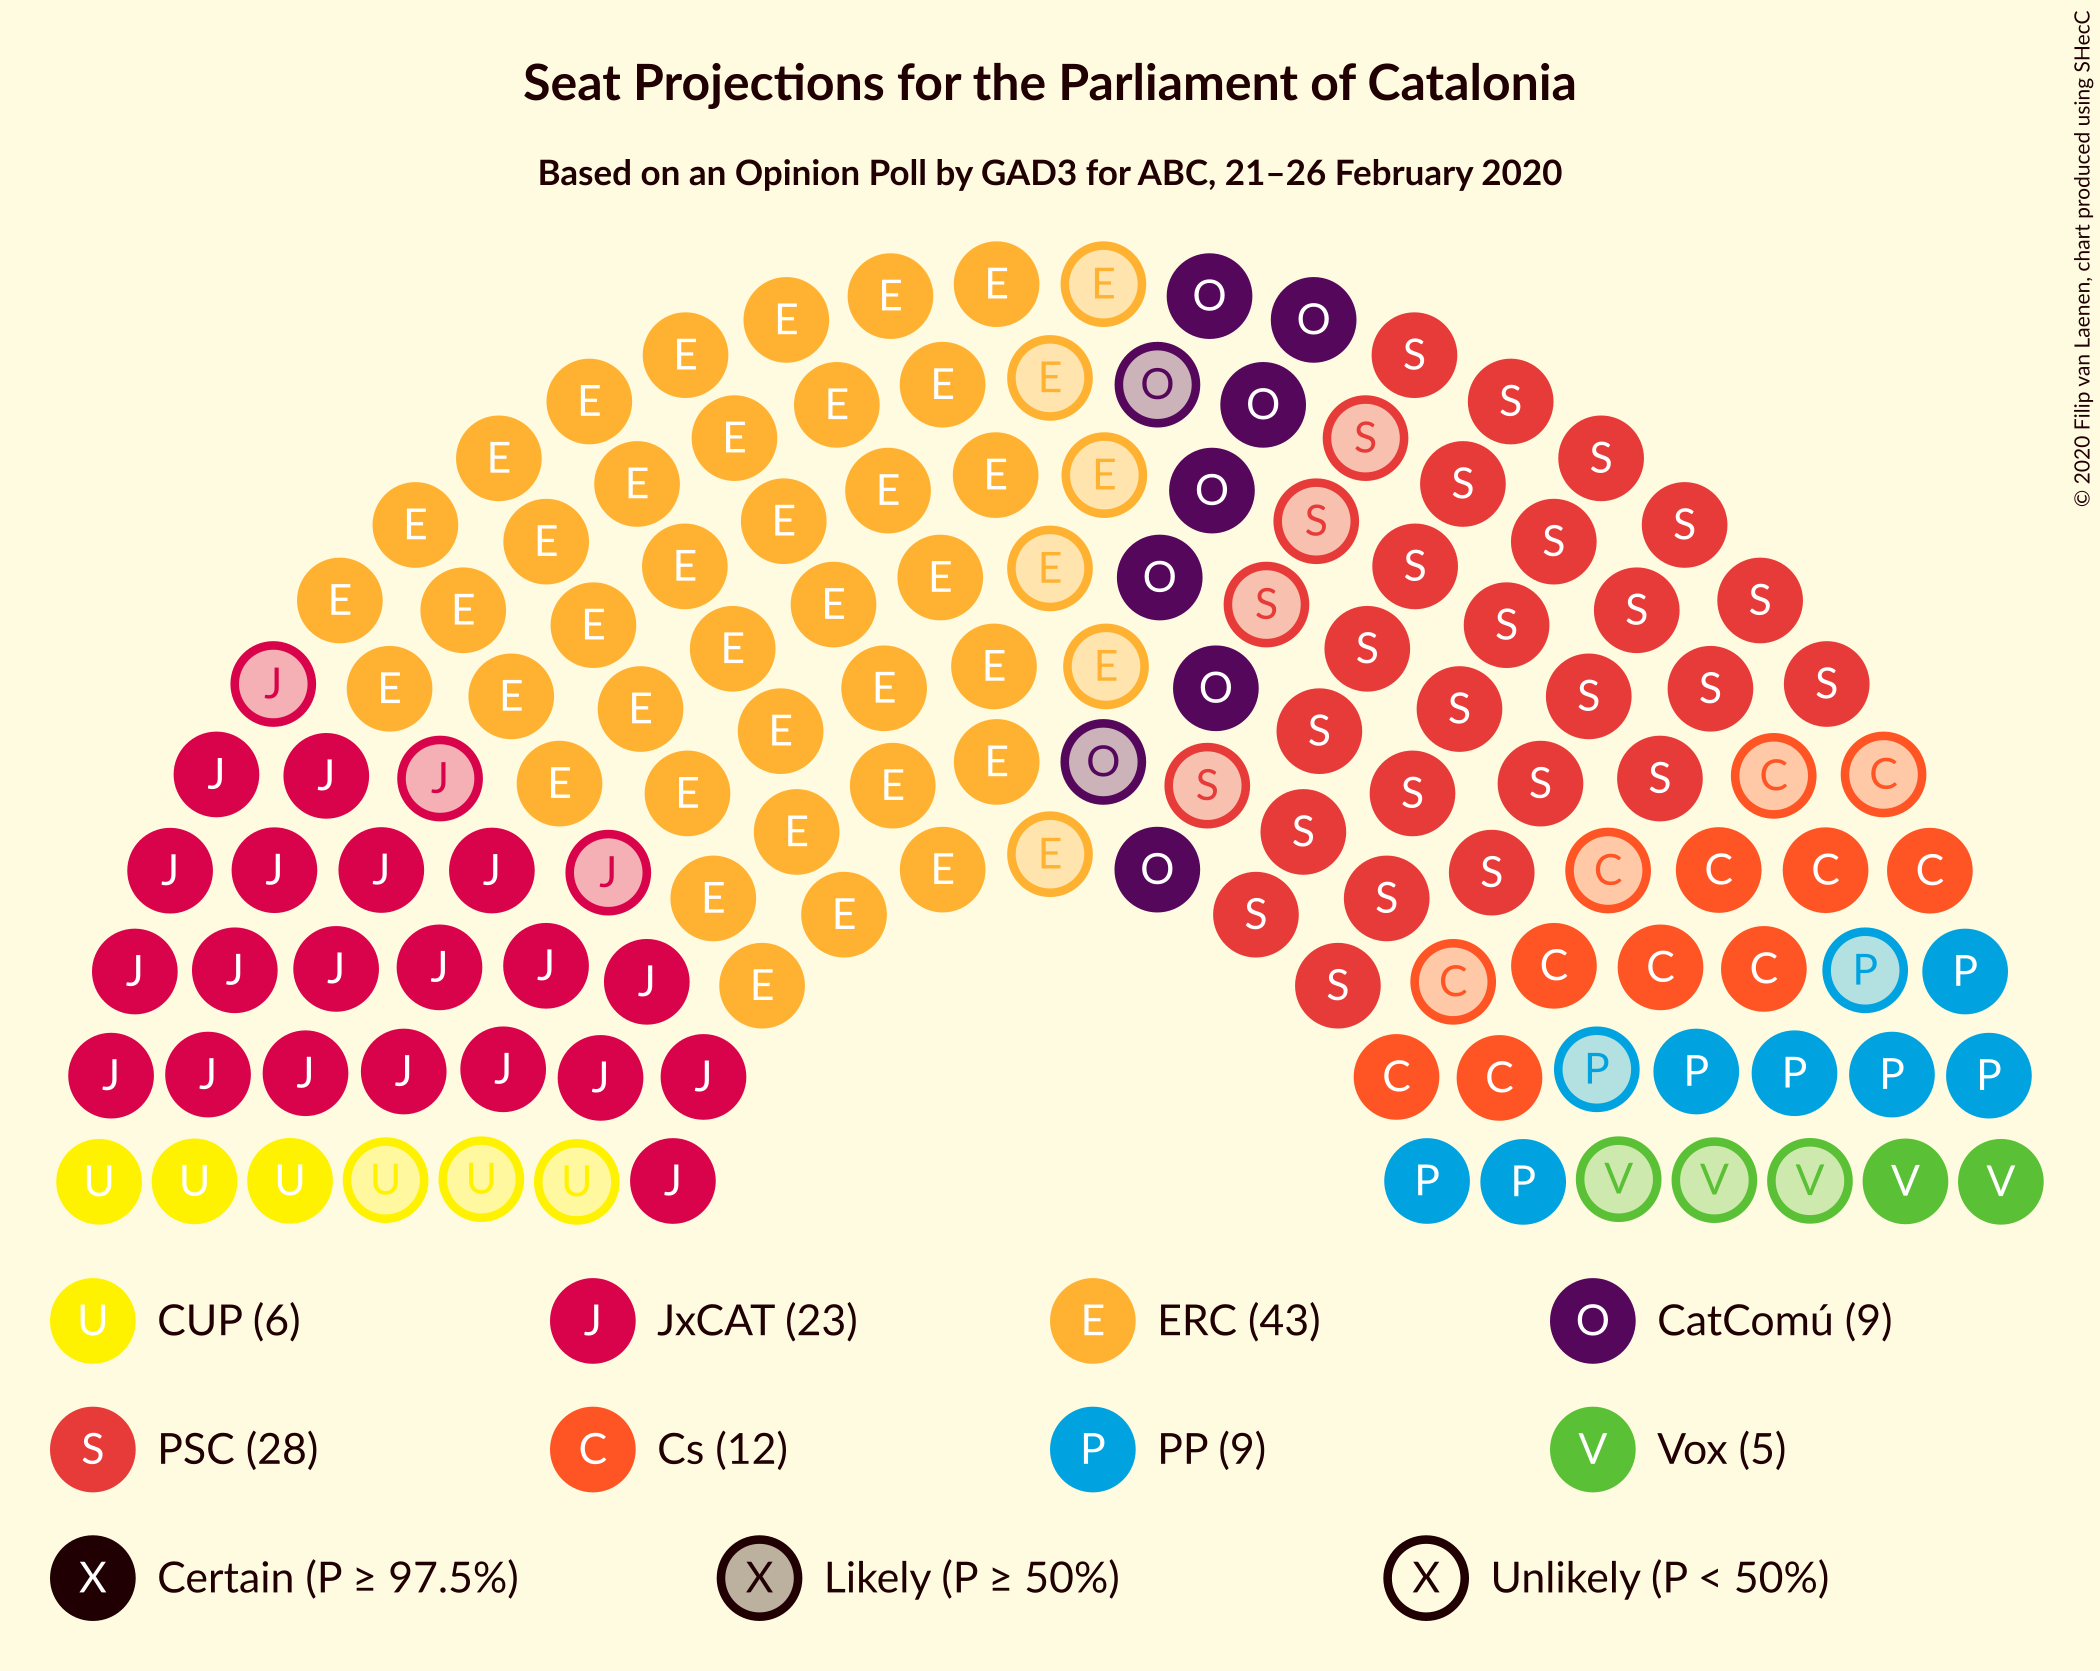 Seat Projections for the Parliament of Catalonia
Based on an Opinion Poll by GAD3 for ABC, 21–26 February 2020
© 2020 Filip van Laenen, chart produced using SHecC
E E O O
E E
E S
E O S
E E O S
E E S S
E E E O S
E E S S S
E E E S
E E O S S
E E E S S S
E E E S S
J E E E E O S S S S
E E E S S S
J J J E E E O S S S S C C
E E S
J J J J J E E E O S S S C C C C
J J J J J J E S C C C C P P
J J J J J J J C C P P P P P
U U U U U U J P P V V V V V
U CUP (6) J JxCAT (23) E ERC (43) O CatComú (9)
S PSC (28) C Cs (12) P PP (9) V Vox (5)
X Certain (P ≥ 97.5%) X Likely (P ≥ 50%) X Unlikely (P < 50%)